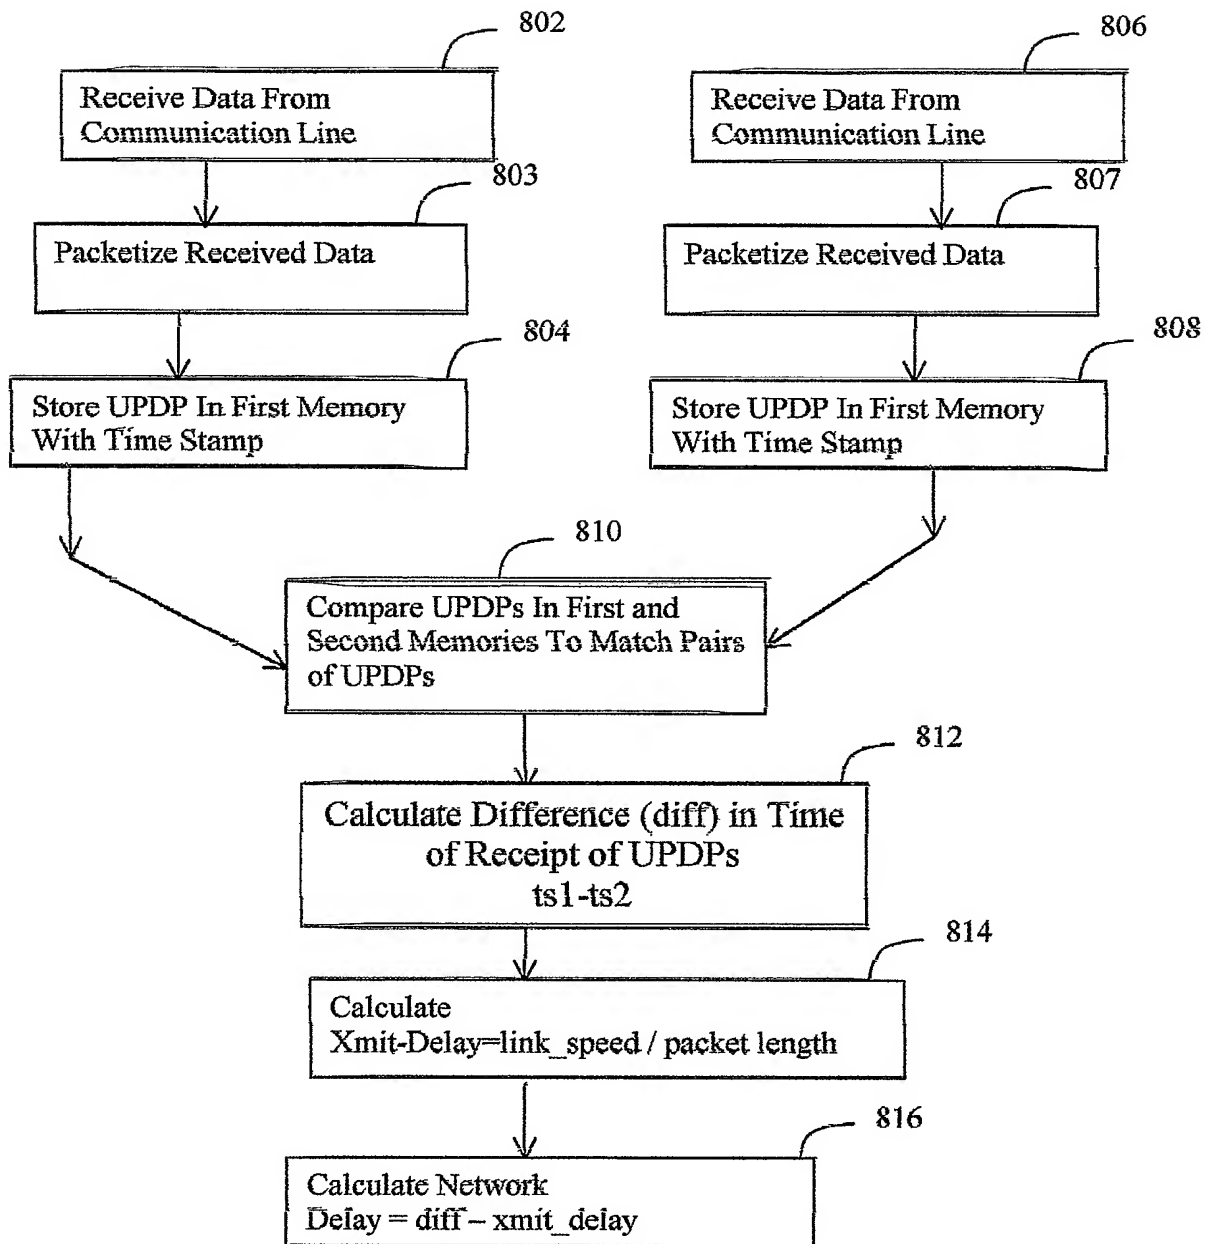 802
Receive Data From
Communication Line
803
Packetize Received Data
804
Store UPDP In First Memory
With Time Stamp
806
Receive Data From
Communication Line
807
Packetize Received Data
808
Store UPDP In First Memory
With Time Stamp
810
Compare UPDPs In First and
Second Memories To Match Pairs
of UPDPs
812
Calculate Difference (diff) in Time
of Receipt of UPDPs
ts1-ts2
814
Calculate
Xmit-Delay=link_speed / packet length
816
Calculate Network
Delay = diff – xmit_delay